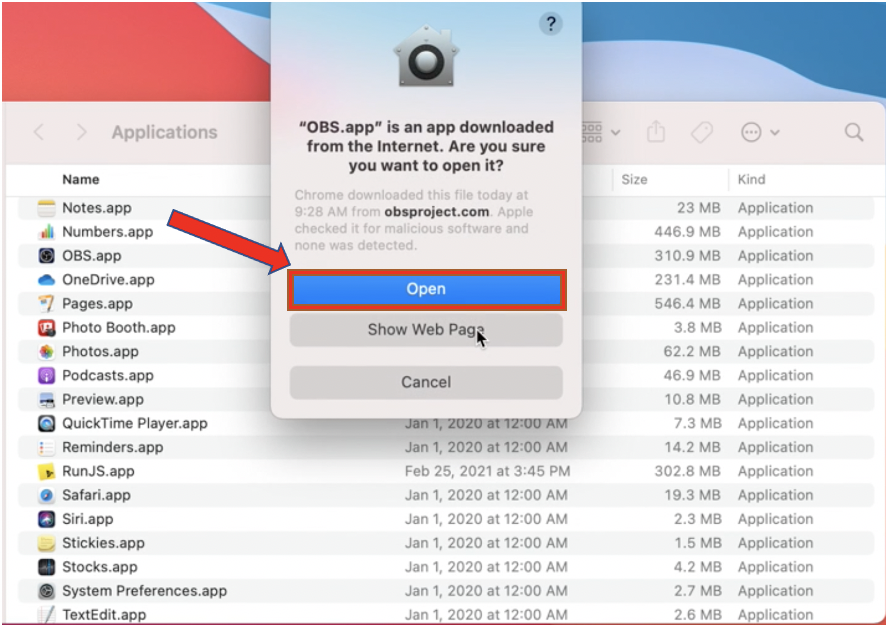 ?
“OBS.app” is an app downloaded
from the Internet. Are you sure
you want to open it?
Chrome downloaded this file today at
9:28 AM from obsproject.com. Apple
checked it for malicious software and
none was detected.
Open
Show Web Page
Cancel
Applications
Name Size Kind
Notes.app 23 MB Application
Numbers.app 446.9 MB Application
OBS.app 310.9 MB Application
OneDrive.app 231.4 MB Application
Pages.app 546.4 MB Application
Photo Booth.app 3.8 MB Application
Photos.app 62.2 MB Application
Podcasts.app 46.9 MB Application
Preview.app 10.8 MB Application
QuickTime Player.app Jan 1, 2020 at 12:00 AM 7.3 MB Application
Reminders.app Jan 1, 2020 at 12:00 AM 14.2 MB Application
RunJS.app Feb 25, 2021 at 3:45 PM 302.8 MB Application
Safari.app Jan 1, 2020 at 12:00 AM 19.3 MB Application
Siri.app Jan 1, 2020 at 12:00 AM 2.3 MB Application
Stickies.app Jan 1, 2020 at 12:00 AM 1.5 MB Application
Stocks.app Jan 1, 2020 at 12:00 AM 4.2 MB Application
System Preferences.app Jan 1, 2020 at 12:00 AM 2.7 MB Application
TextEdit.app Jan 1, 2020 at 12:00 AM 2.6 MB Application